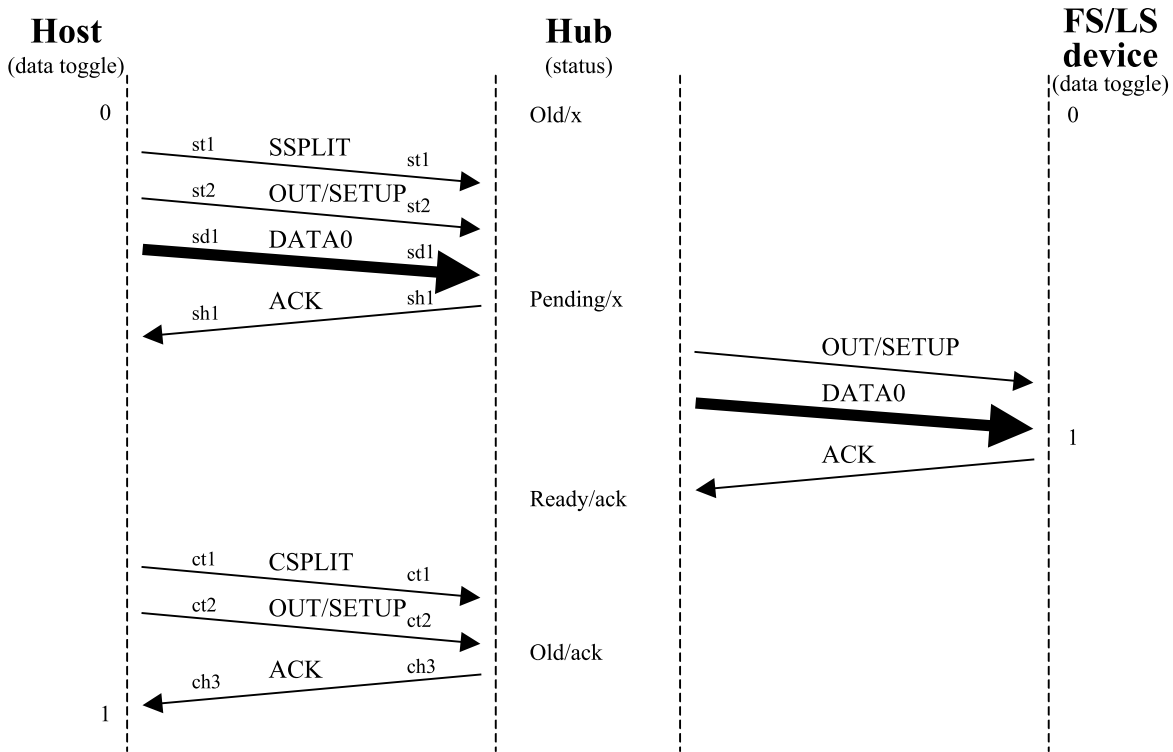 Host
(data toggle)
Hub
(status)
FS/LS
device
(data toggle)
0
Old/x
0
st1 SSPLIT st1
st2 OUT/SETUP st2
sd1 DATA0 sd1
ACK
sh1 sh1
Pending/x
OUT/SETUP
DATA0
1
ACK
Ready/ack
ct1 CSPLIT ct1
ct2 OUT/SETUP ct2
Old/ack
ch3 ACK ch3
1